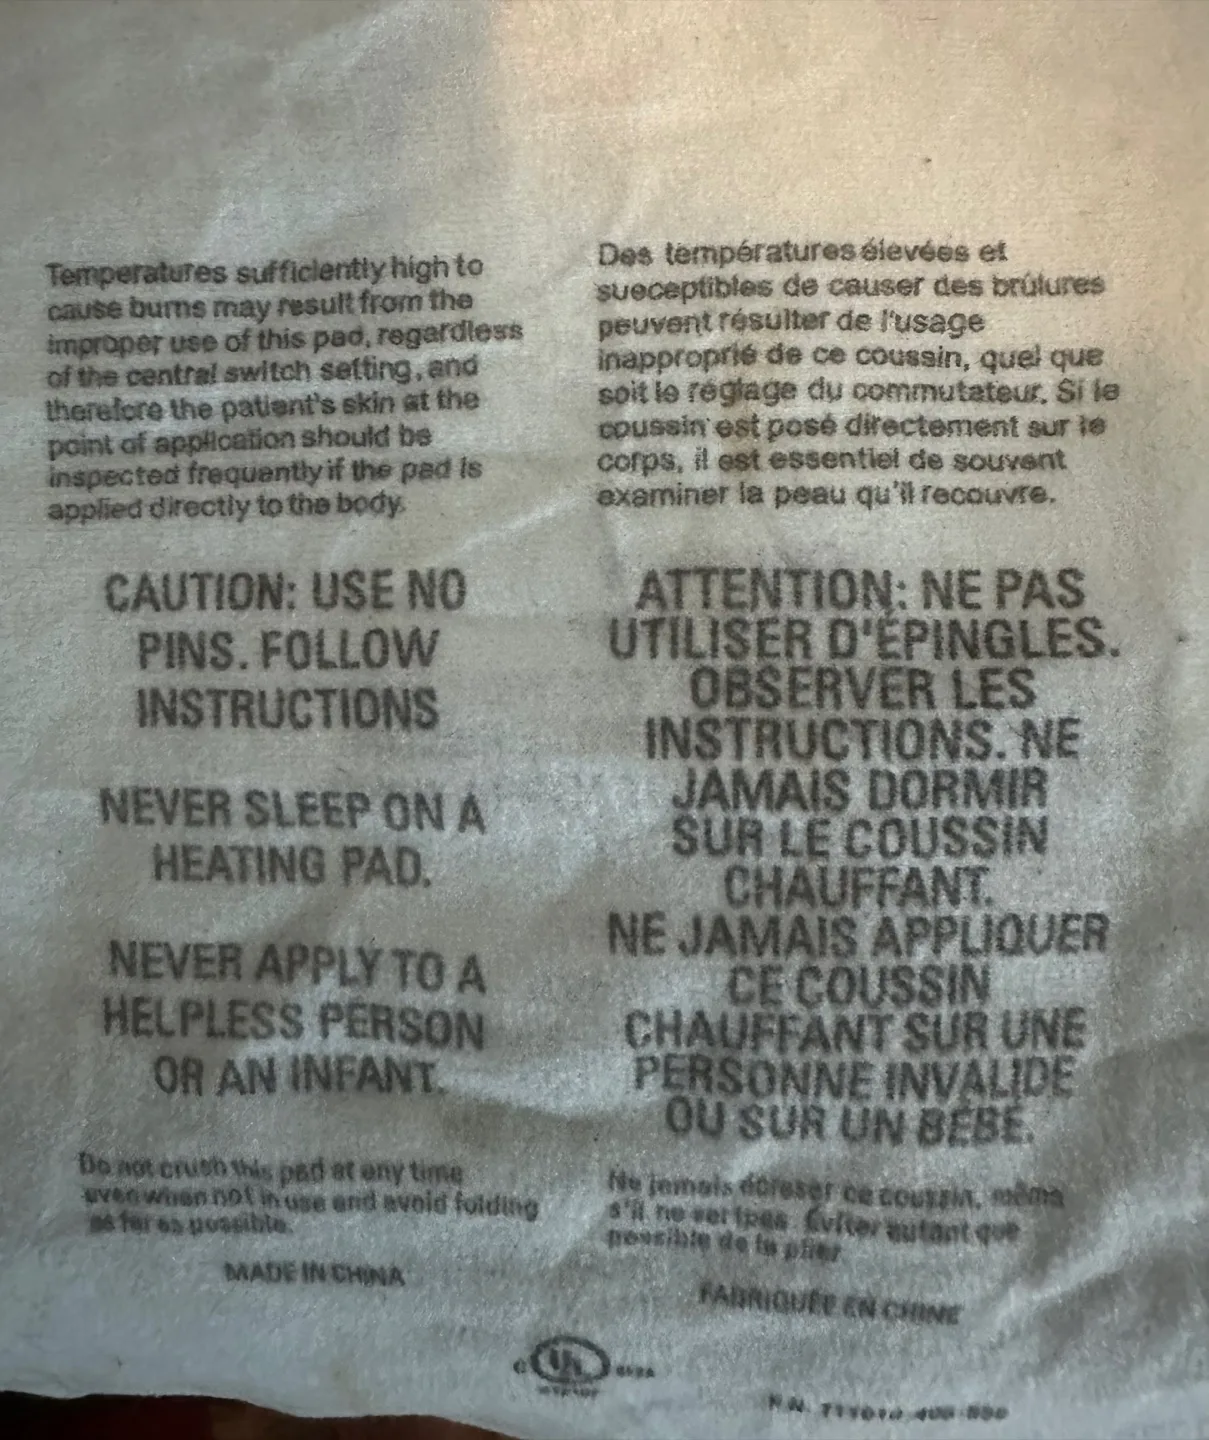 Temperatures sufficiently high to
cause burns may result from the
improper use of this pad, regardless
of the central switch setting, and
therefore the patient's skin at the
point of application should be
inspected frequently if the pad is
applied directly to the body.
CAUTION: USE NO
PINS. FOLLOW
INSTRUCTIONS
NEVER SLEEP ON A
HEATING PAD.
NEVER APPLY TO A
HELPLESS PERSON
OR AN INFANT.
Do not crush this pad at any time
even when not in use and avoid folding
as far as possible.
MADE IN CHINA
Des températures élevées et
susceptibles de causer des brûlures
peuvent résulter de l'usage
inapproprié de ce coussin, quel que
soit le réglage du commutateur. Si le
coussin est posé directement sur le
corps, il est essentiel de souvent
examiner la peau qu'il recouvre.
ATTENTION: NE PAS
UTILISER D'ÉPINGLES.
OBSERVER LES
INSTRUCTIONS. NE
JAMAIS DORMIR
SUR LE COUSSIN
CHAUFFANT.
NE JAMAIS APPLIQUER
CE COUSSIN
CHAUFFANT SUR UNE
PERSONNE INVALIDE
OU SUR UN BÉBÉ.
Ne jamais écraser ce coussin, même
s'il ne sert pas. Éviter autant que
possible de le plier
FABRIQUÉE EN CHINE
UL
P.N.